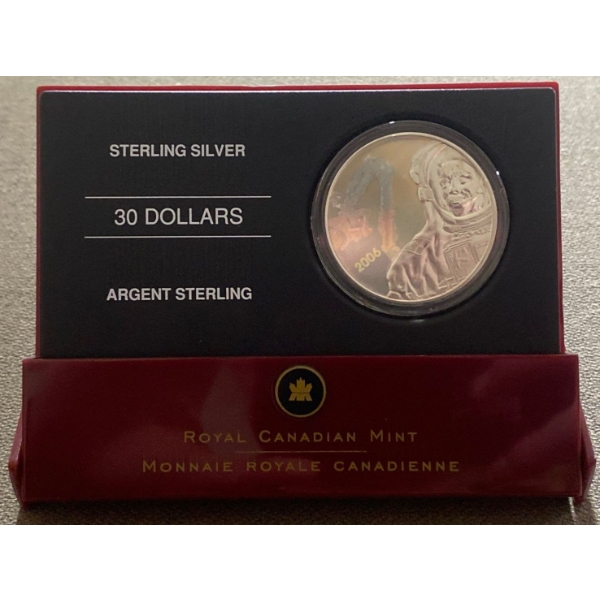 STERLING SILVER
30 DOLLARS
ARGENT STERLING
2006
ROYAL CANADIAN MINT
MONNAIE ROYALE CANADIENNE